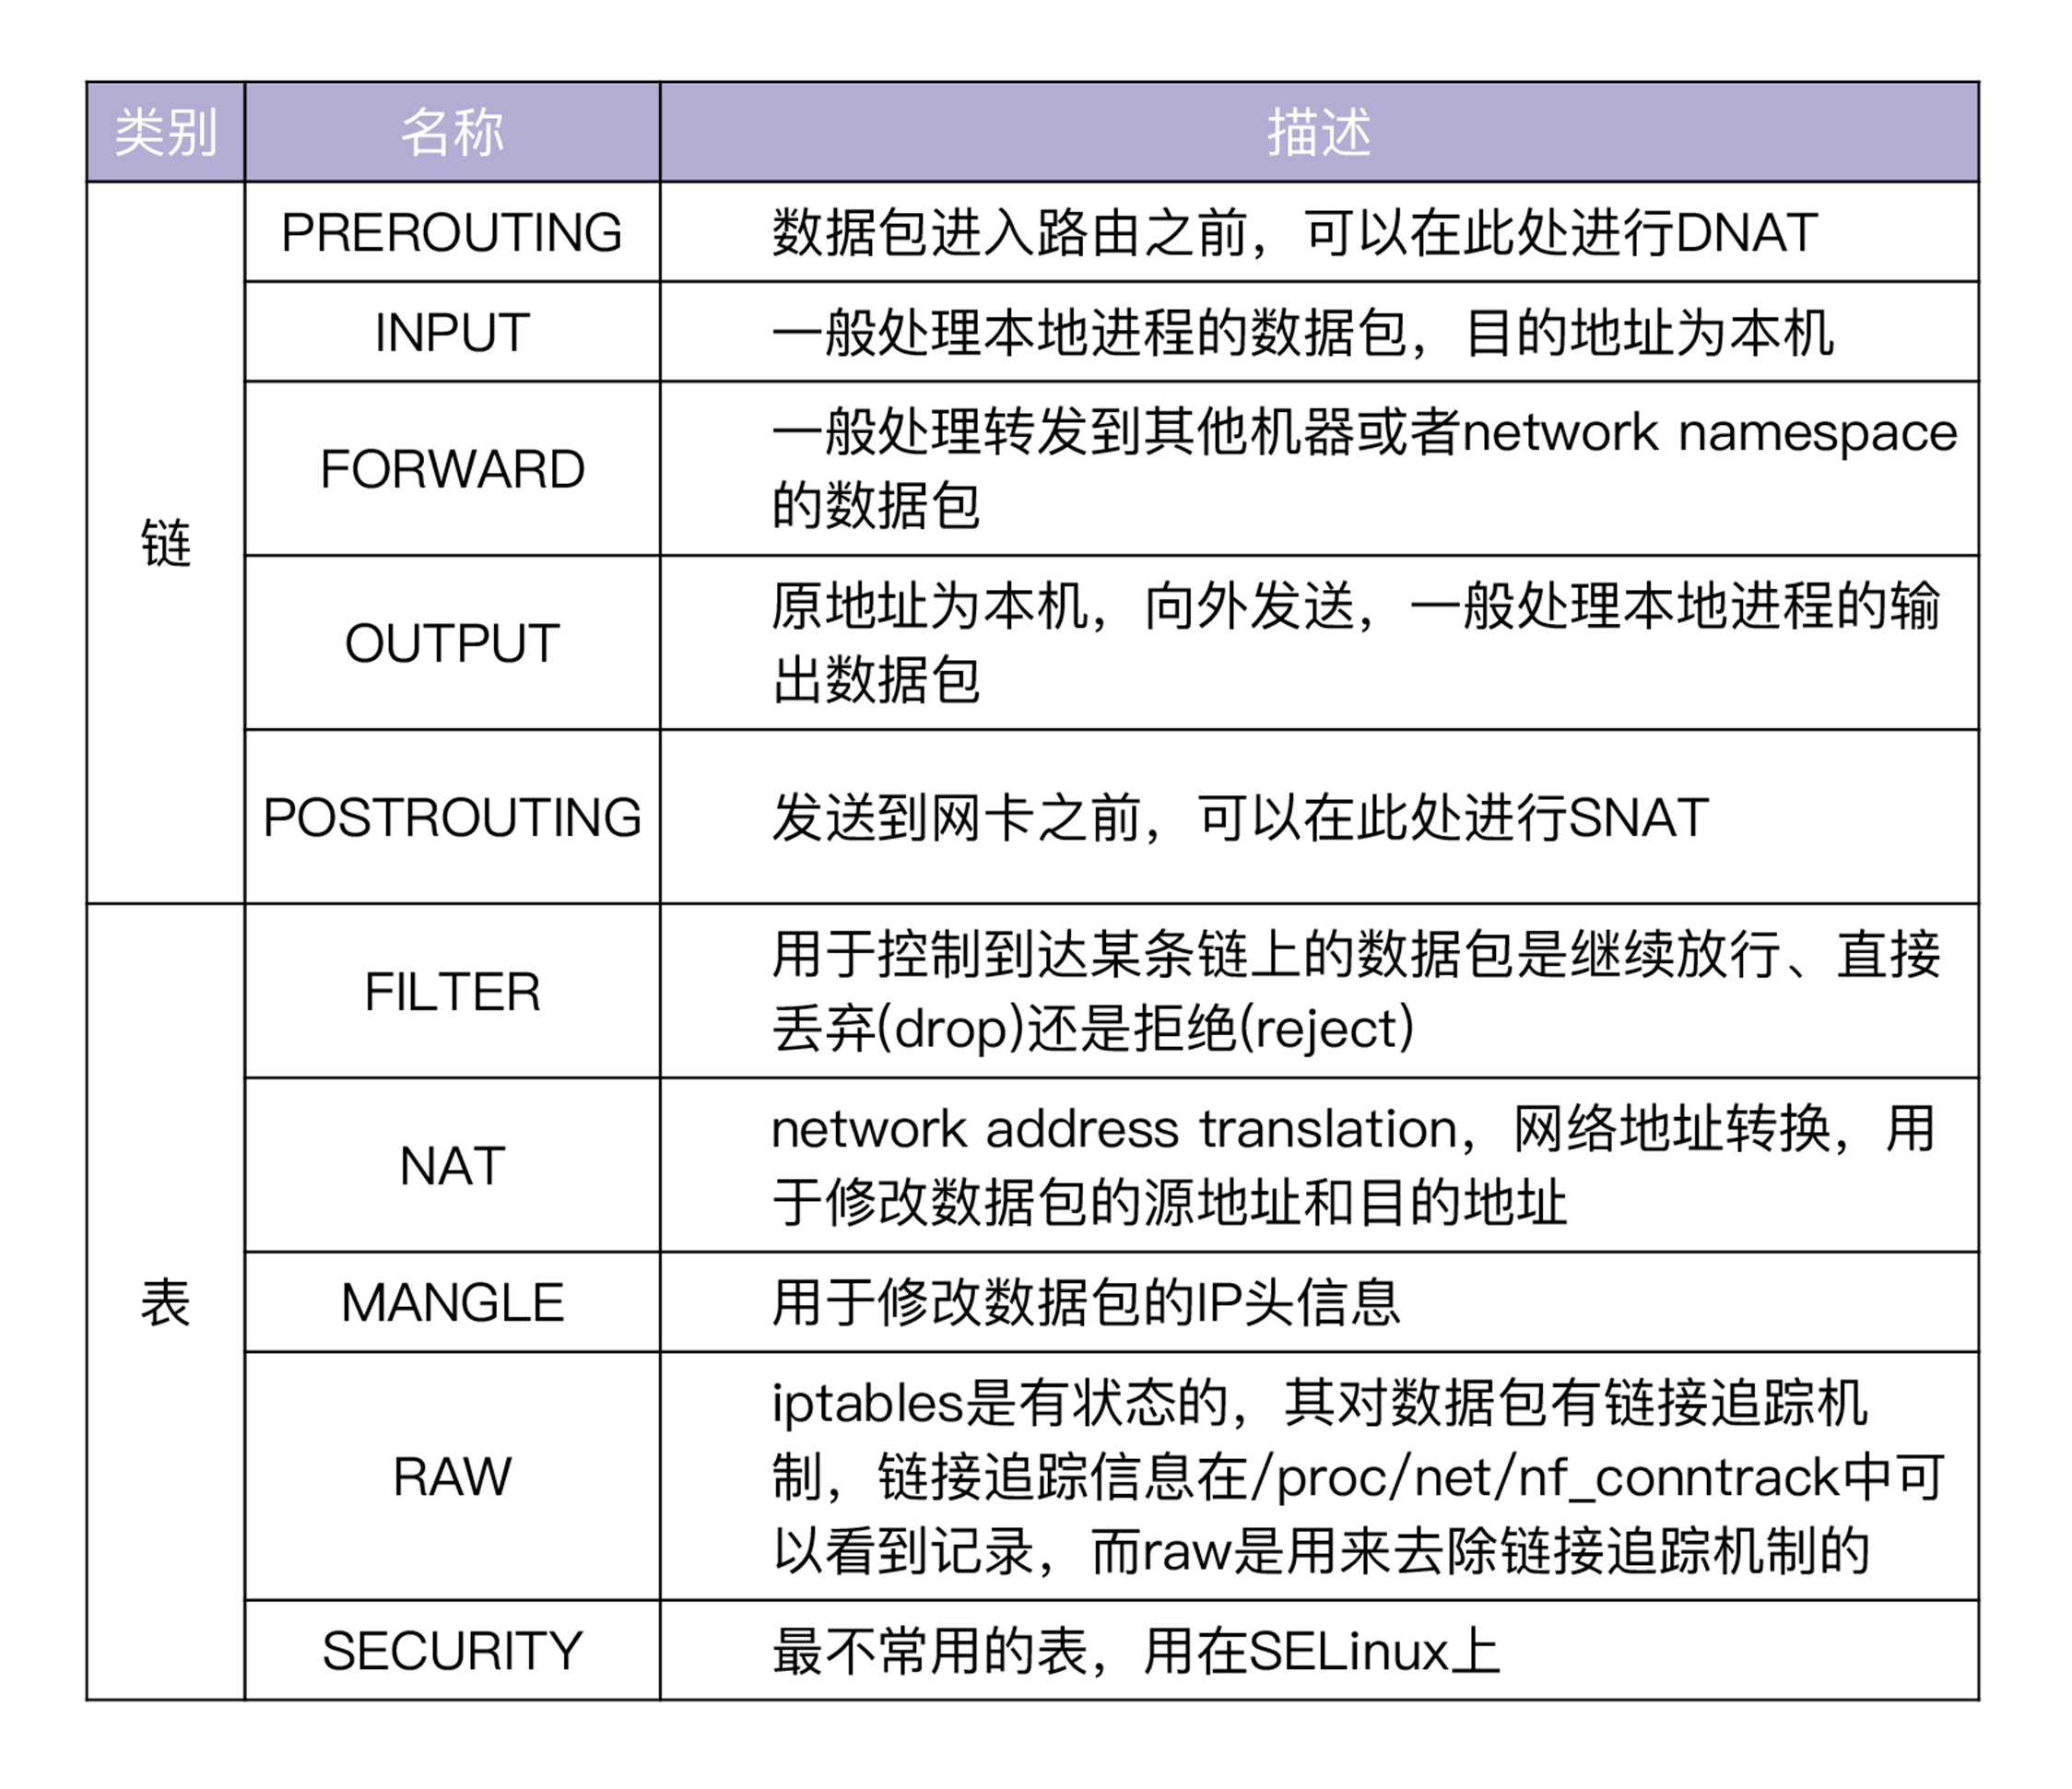 类别 名称 描述
链
PREROUTING 数据包进入路由之前，可以在此处进行DNAT
INPUT 一般处理本地进程的数据包，目的地址为本机
FORWARD 一般处理转发到其他机器或者network namespace
的数据包
OUTPUT 原地址为本机，向外发送，一般处理本地进程的输
出数据包
POSTROUTING 发送到网卡之前，可以在此处进行SNAT
表
FILTER 用于控制到达某条链上的数据包是继续放行、直接
丢弃(drop)还是拒绝(reject)
NAT network address translation，网络地址转换，用
于修改数据包的源地址和目的地址
MANGLE 用于修改数据包的IP头信息
RAW iptables是有状态的，其对数据包有链接追踪机
制，链接追踪信息在/proc/net/nf_conntrack中可
以看到记录，而raw是用来去除链接追踪机制的
SECURITY 最不常用的表，用在SELinux上